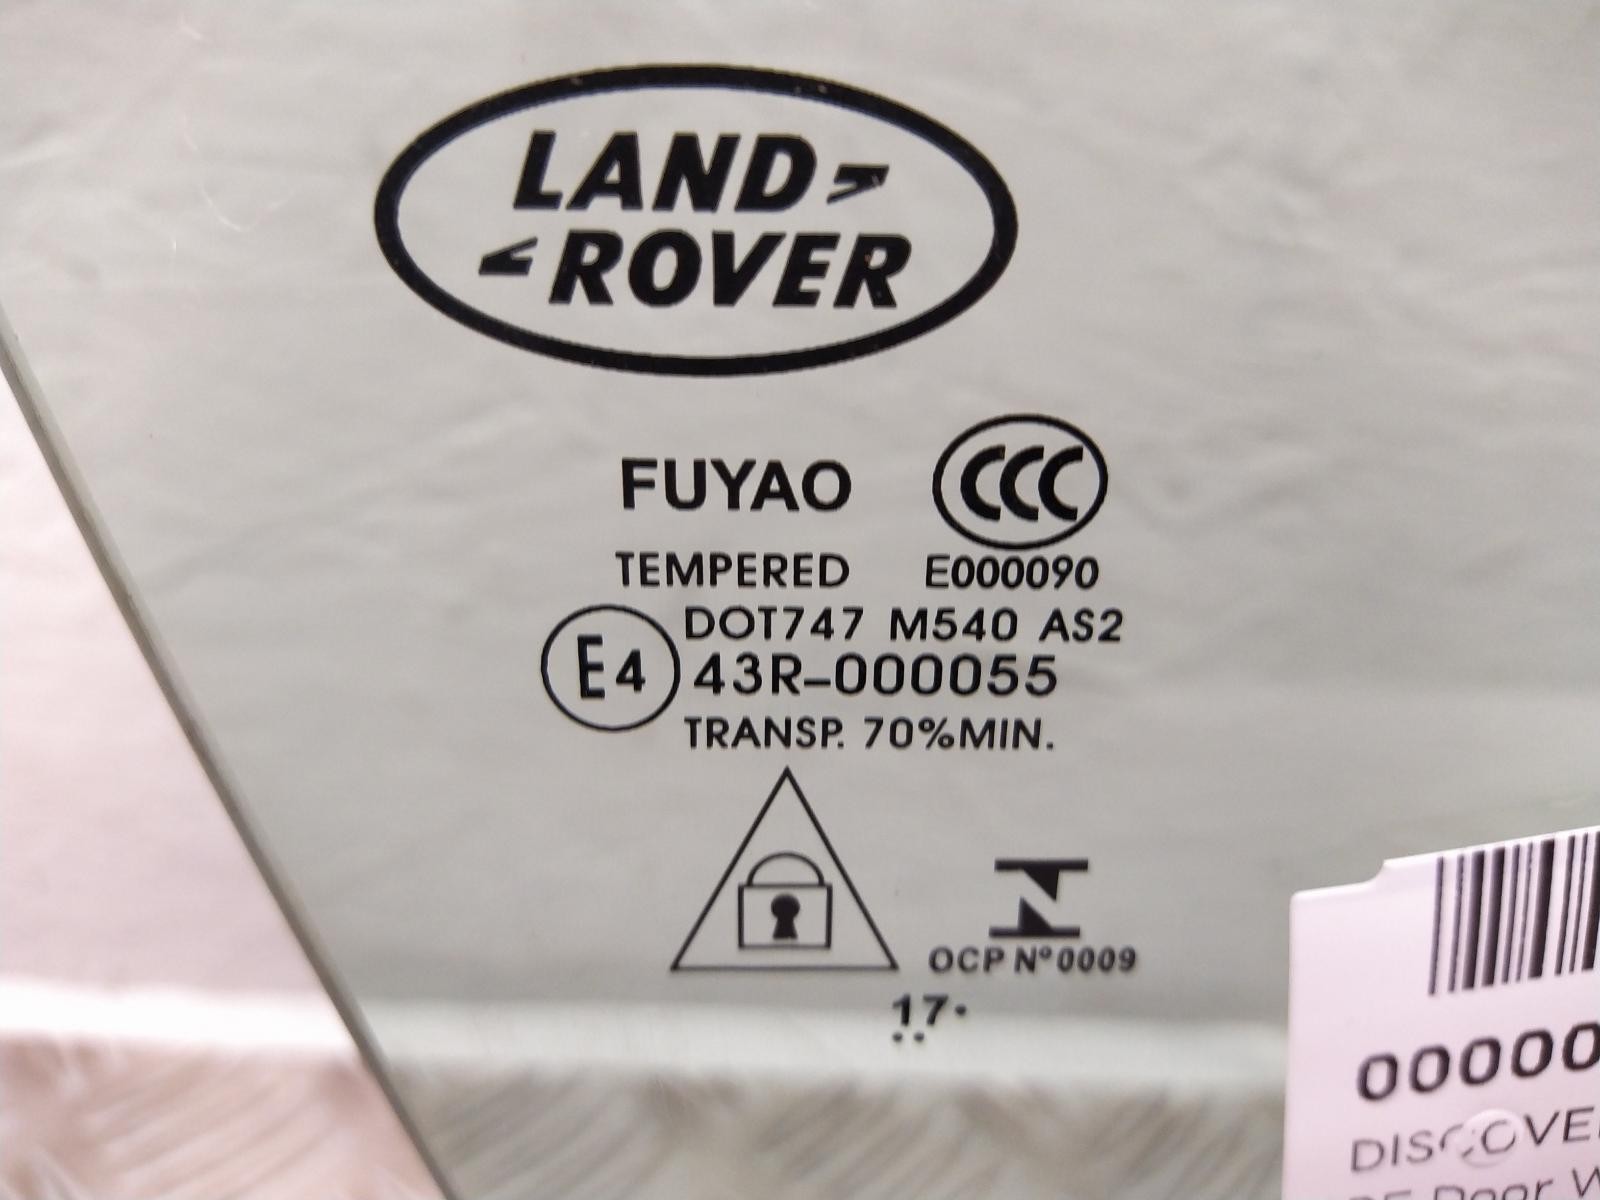 LAND
ROVER
FUYAO
CCC
TEMPERED E000090
DOT747 M540 AS2
E4 43R-000055
TRANSP. 70%MIN.
OCP Nº0009
.17.
00000
Door